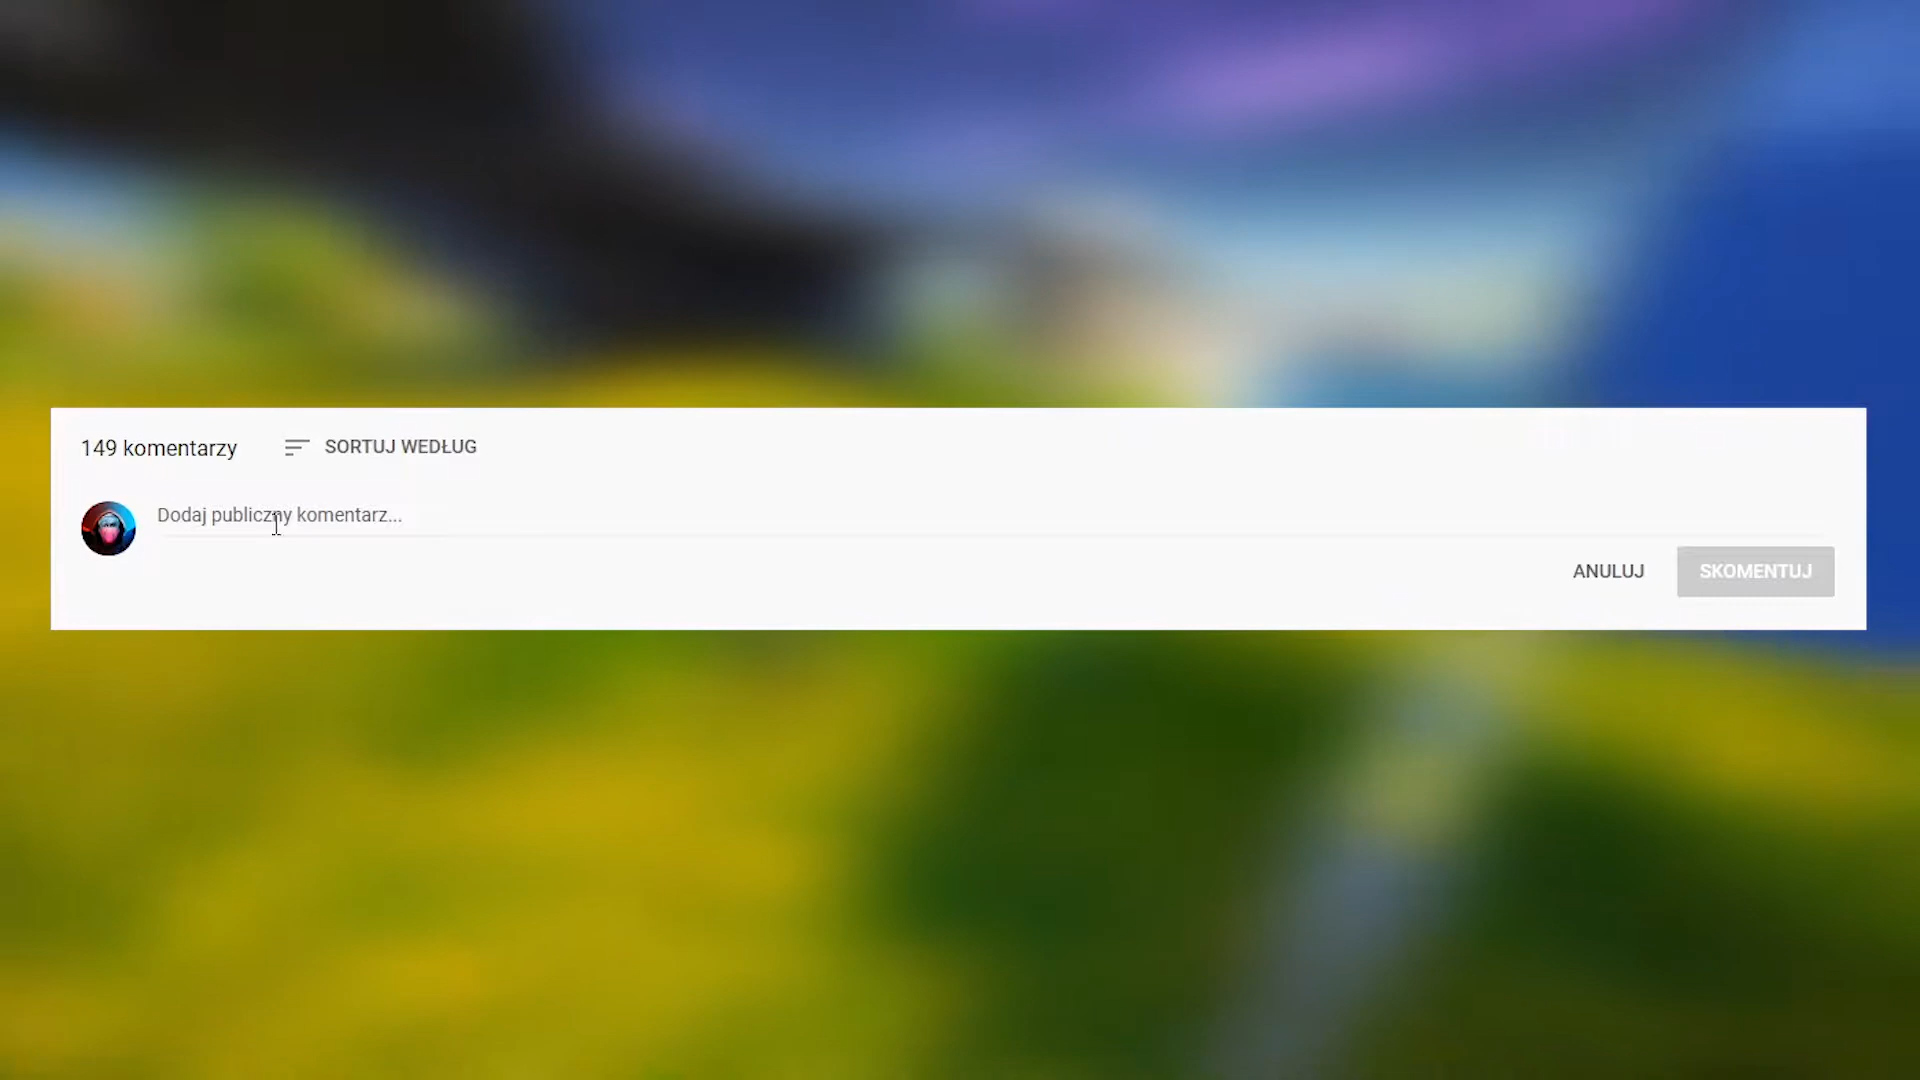 149 komentarzy
SORTUJ WEDŁUG
Dodaj publiczny komentarz...
ANULUJ
SKOMENTUJ